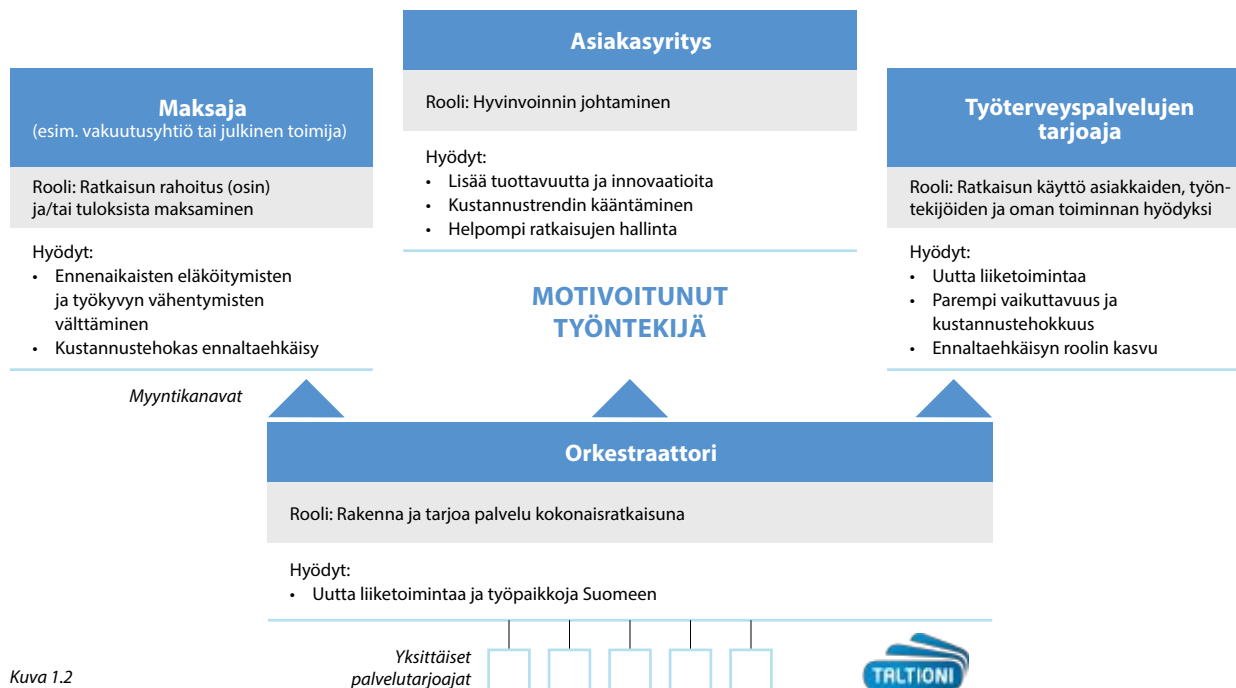 Asiakasyritys
Rooli: Hyvinvoinnin johtaminen
Hyödyt:
• Lisää tuottavuutta ja innovaatioita
• Kustannustrendin kääntäminen
• Helpompi ratkaisujen hallinta
Maksaja
(esim. vakuutusyhtiö tai julkinen toimija)
Rooli: Ratkaisun rahoitus (osin)
ja/tai tuloksista maksaminen
Hyödyt:
• Ennenaikaisten eläköitymisten
ja työkyvyn vähentymisten
välttäminen
• Kustannustehokas ennaltaehkäisy
Työterveyspalvelujen
tarjoaja
Rooli: Ratkaisun käyttö asiakkaiden, työn-
tekijöiden ja oman toiminnan hyödyksi
Hyödyt:
• Uutta liiketoimintaa
• Parempi vaikuttavuus ja
kustannustehokkuus
• Ennaltaehkäisyn roolin kasvu
MOTIVOITUNUT
TYÖNTEKIJÄ
Myyntikanavat
Orkestraattori
Rooli: Rakenna ja tarjoa palvelu kokonaisratkaisuna
Hyödyt:
• Uutta liiketoimintaa ja työpaikkoja Suomeen
Yksittäiset
palvelutarjoajat
TALTIONI
Kuva 1.2